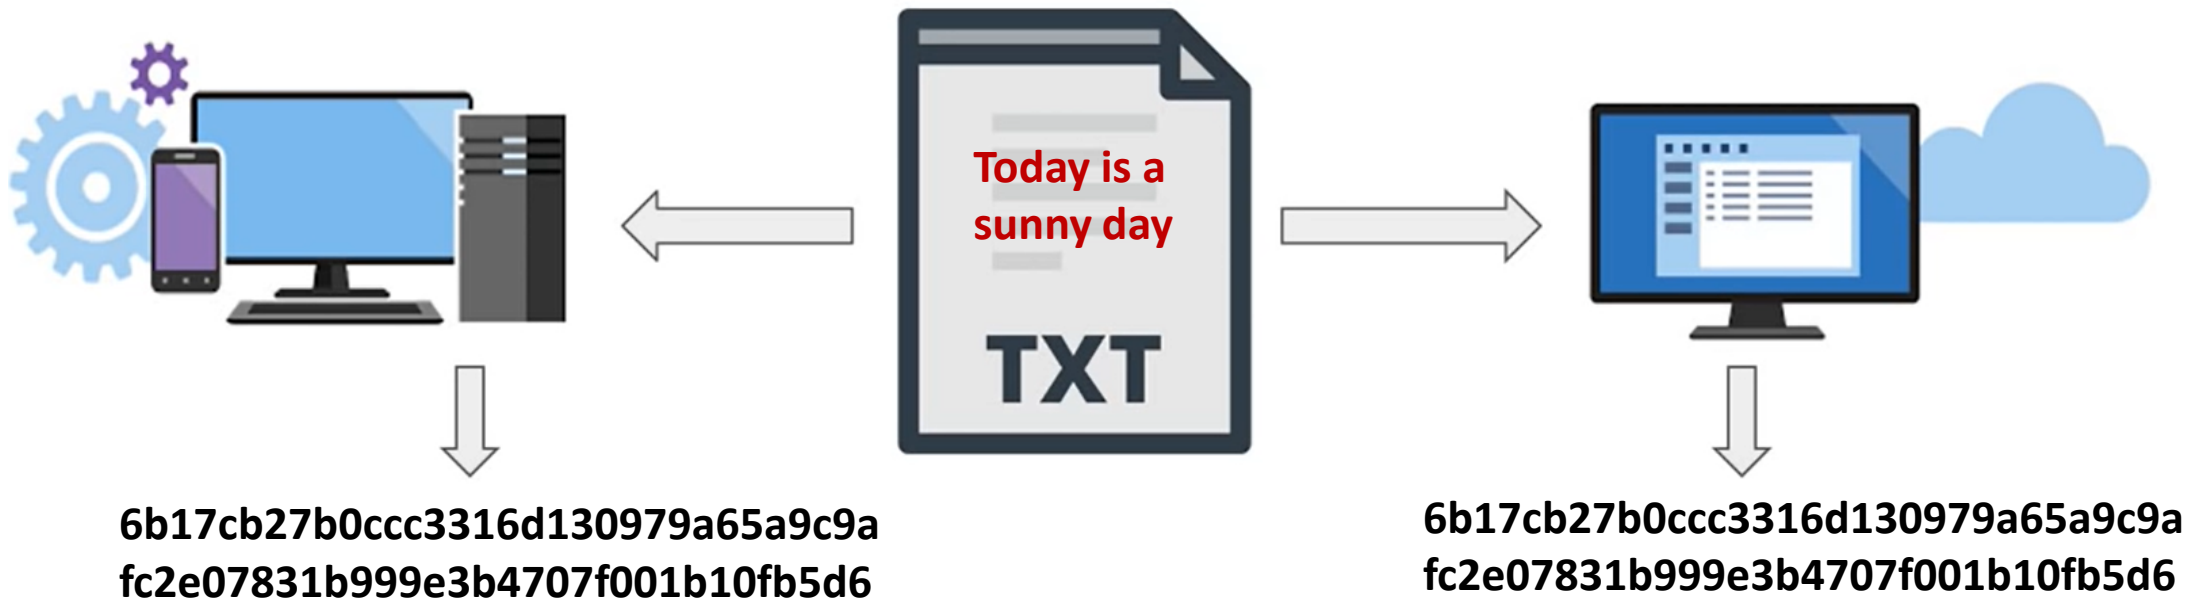 Today is a
sunny day
TXT
6b17cb27b0ccc3316d130979a65a9c9a
fc2e07831b999e3b4707f001b10fb5d6
6b17cb27b0ccc3316d130979a65a9c9a
fc2e07831b999e3b4707f001b10fb5d6